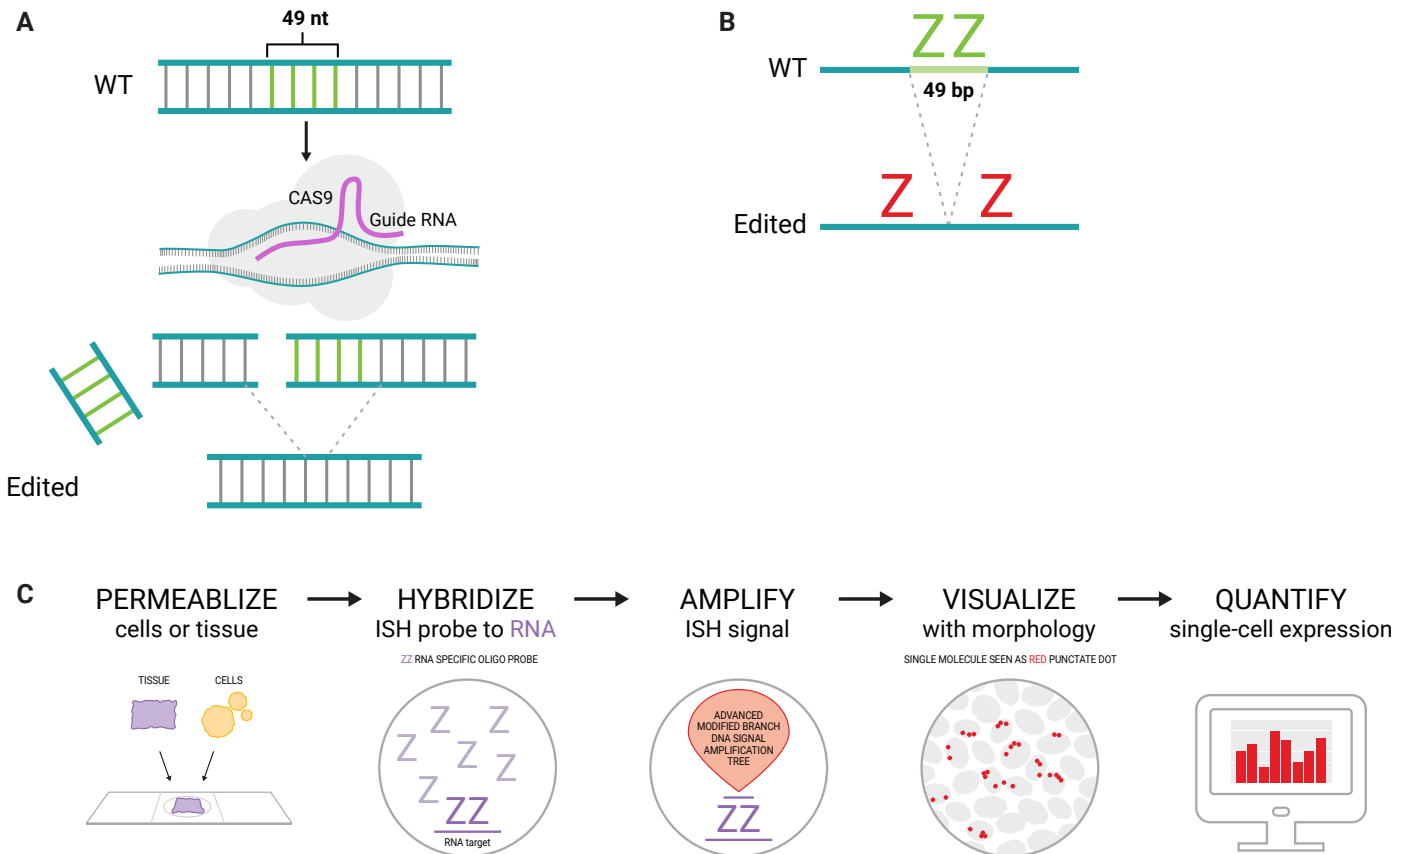 A
49 nt
WT
CAS9
Guide RNA
Edited
B
ZZ
WT
49 bp
Z Z
Edited
C
PERMEABLIZE
cells or tissue
TISSUE
CELLS
HYBRIDIZE
ISH probe to RNA
ZZ RNA SPECIFIC OLIGO PROBE
Z Z
Z Z Z
Z ZZ
RNA target
AMPLIFY
ISH signal
ADVANCED
MODIFIED BRANCH
DNA SIGNAL
AMPLIFICATION
TREE
ZZ
VISUALIZE
with morphology
SINGLE MOLECULE SEEN AS RED PUNCTATE DOT
QUANTIFY
single-cell expression